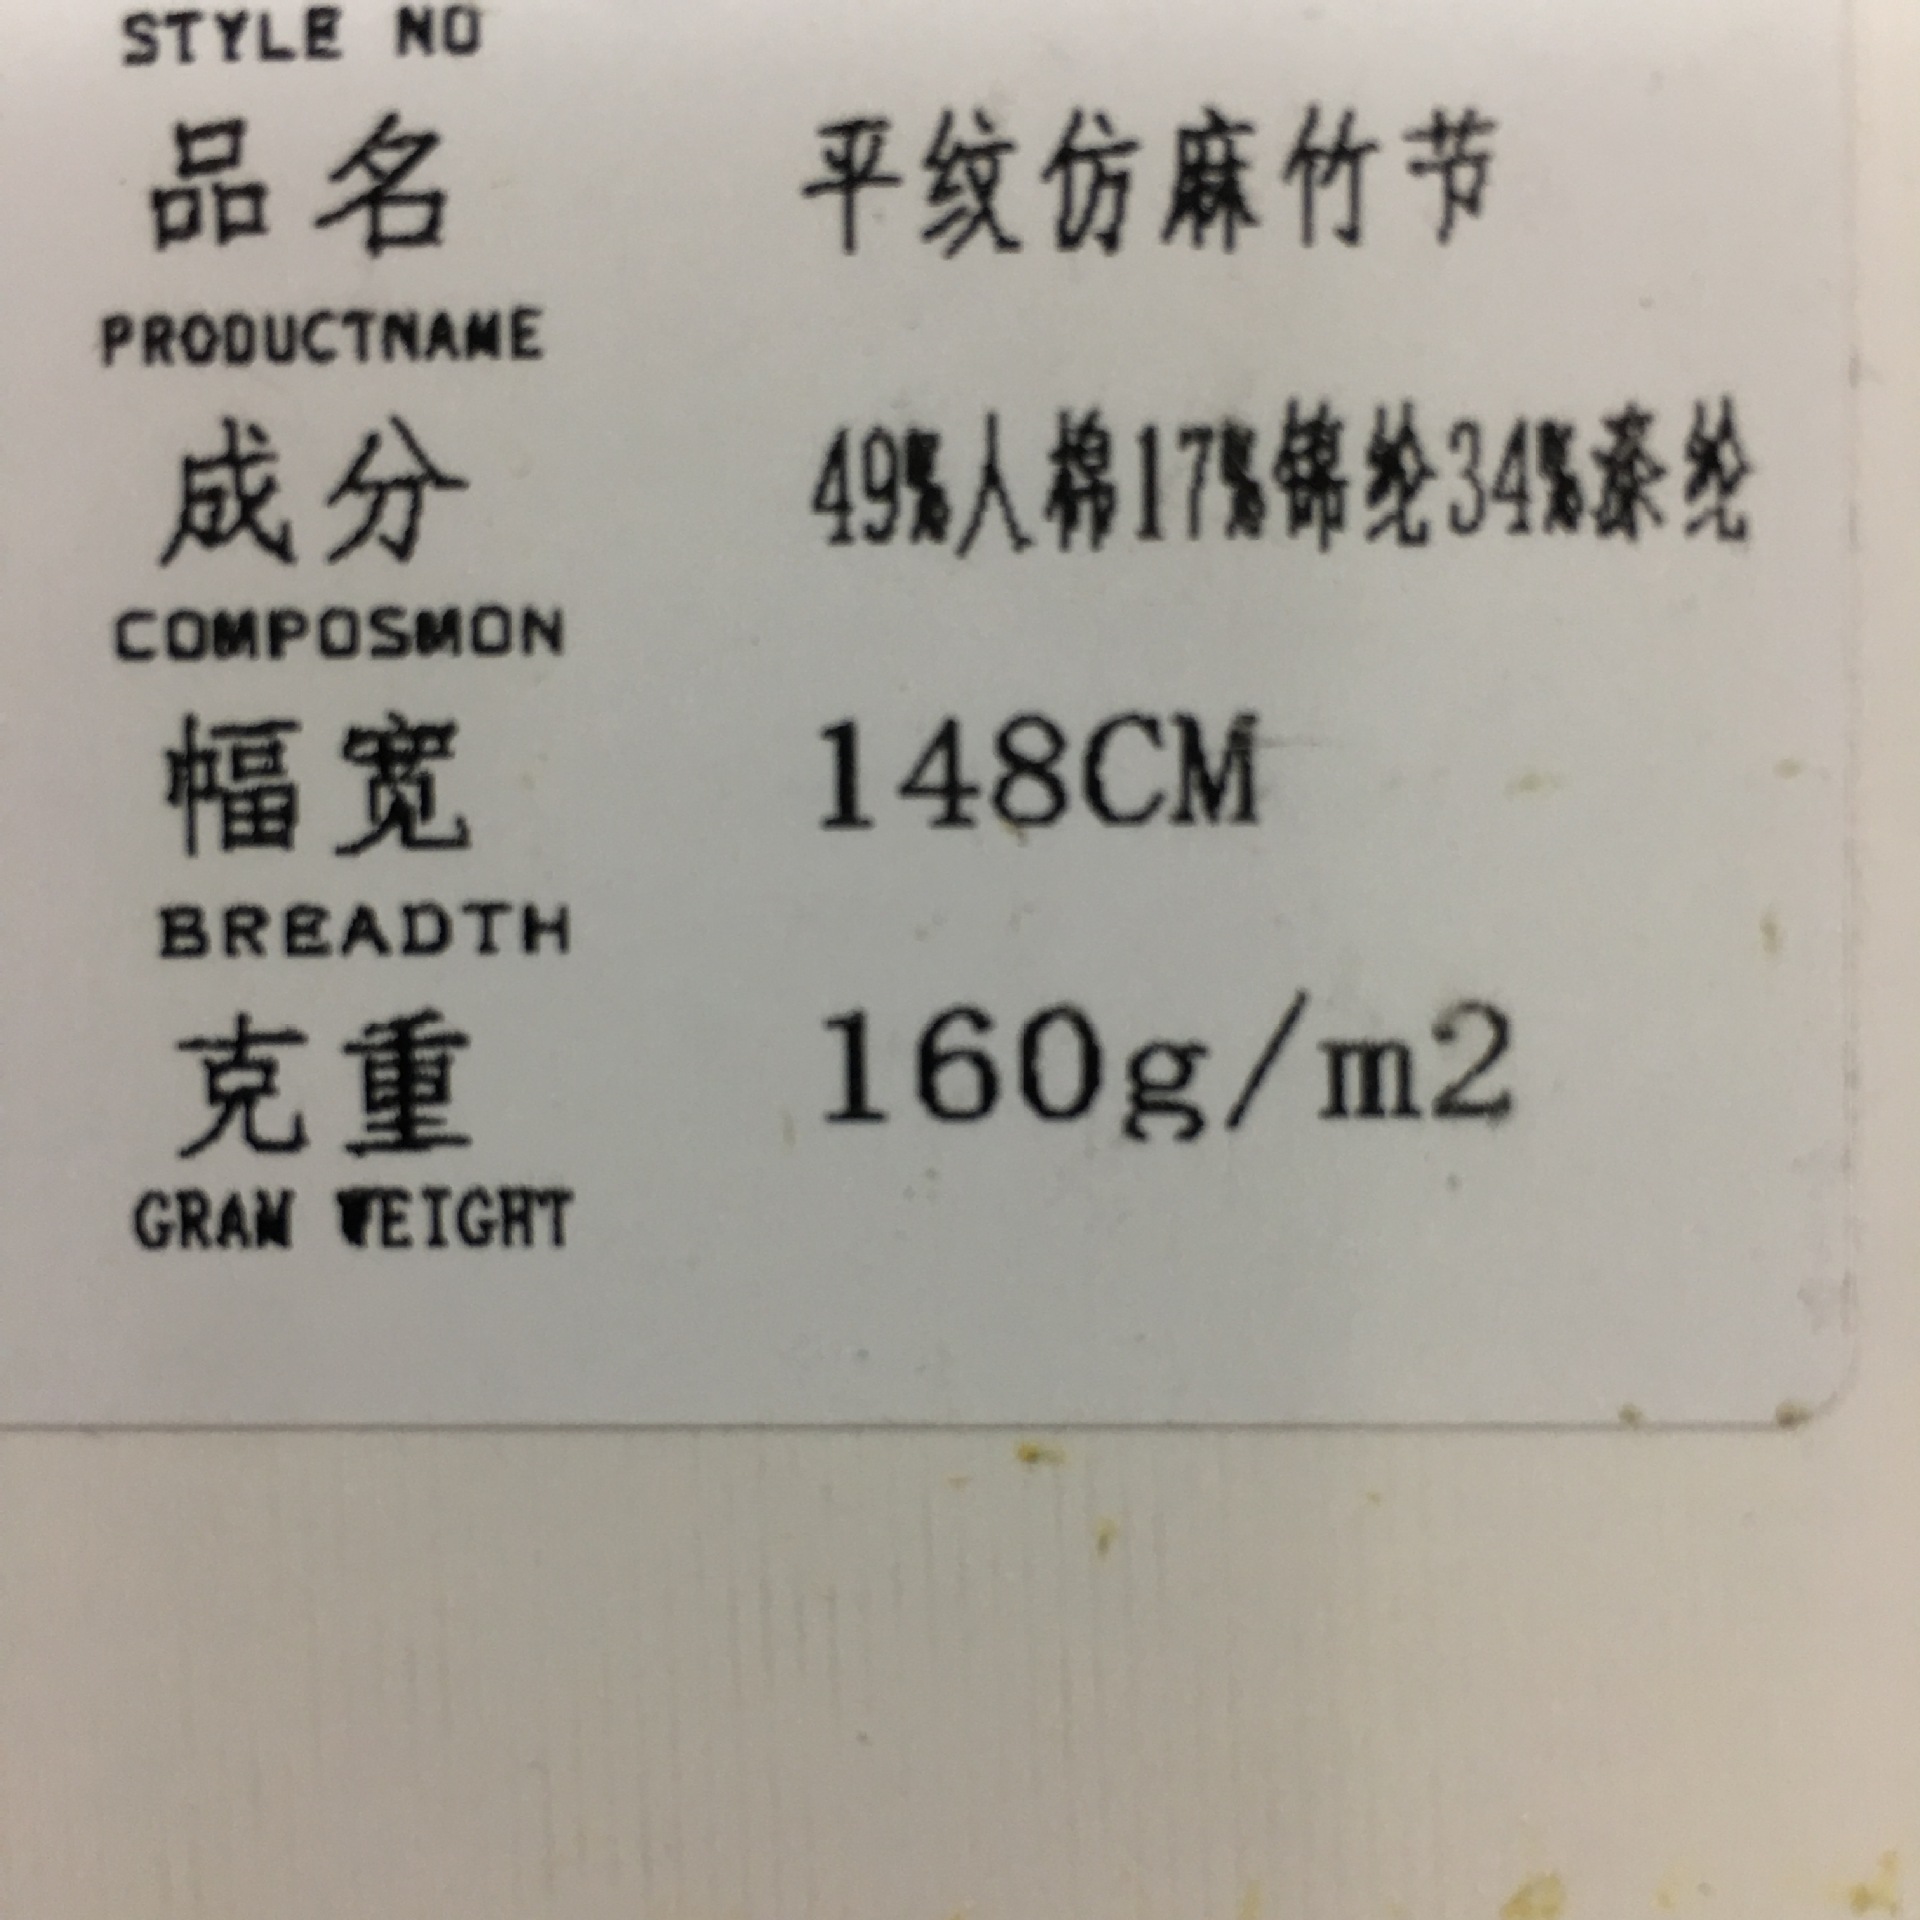 STYLE NO
品名 平纹仿麻竹节
PRODUCTNAME
成分 49%人棉17%锦纶34%涤纶
COMPOSMON
幅宽 148CM
BREADTH
克重 160g/m2
GRAM WEIGHT